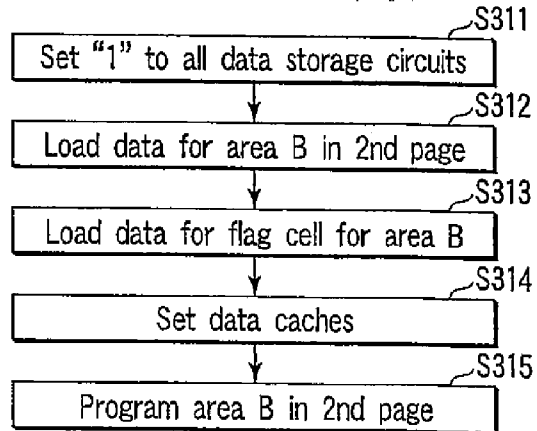 S311
Set "1" to all data storage circuits
S312
Load data for area B in 2nd page
S313
Load data for flag cell for area B
S314
Set data caches
S315
Program area B in 2nd page